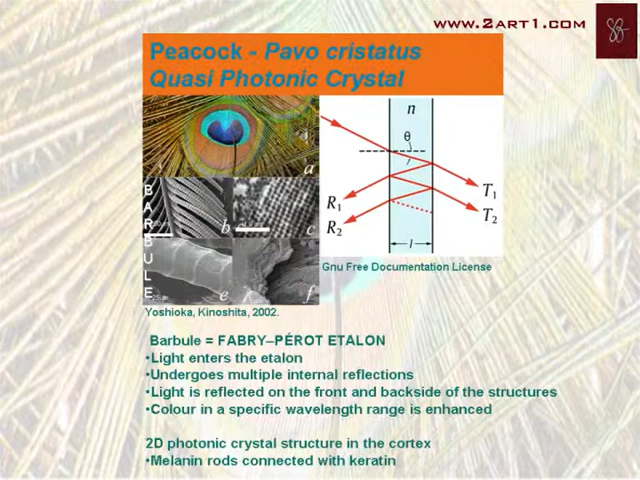 www.2art1.com
Peacock - Pavo cristatus
Quasi Photonic Crystal
a
n
θ
BARBULE
b
c
R1
R2
T1
T2
l
e
f
Gnu Free Documentation License
Yoshioka, Kinoshita, 2002.
Barbule = FABRY–PÉROT ETALON
•Light enters the etalon
•Undergoes multiple internal reflections
•Light is reflected on the front and backside of the structures
•Colour in a specific wavelength range is enhanced
2D photonic crystal structure in the cortex
•Melanin rods connected with keratin